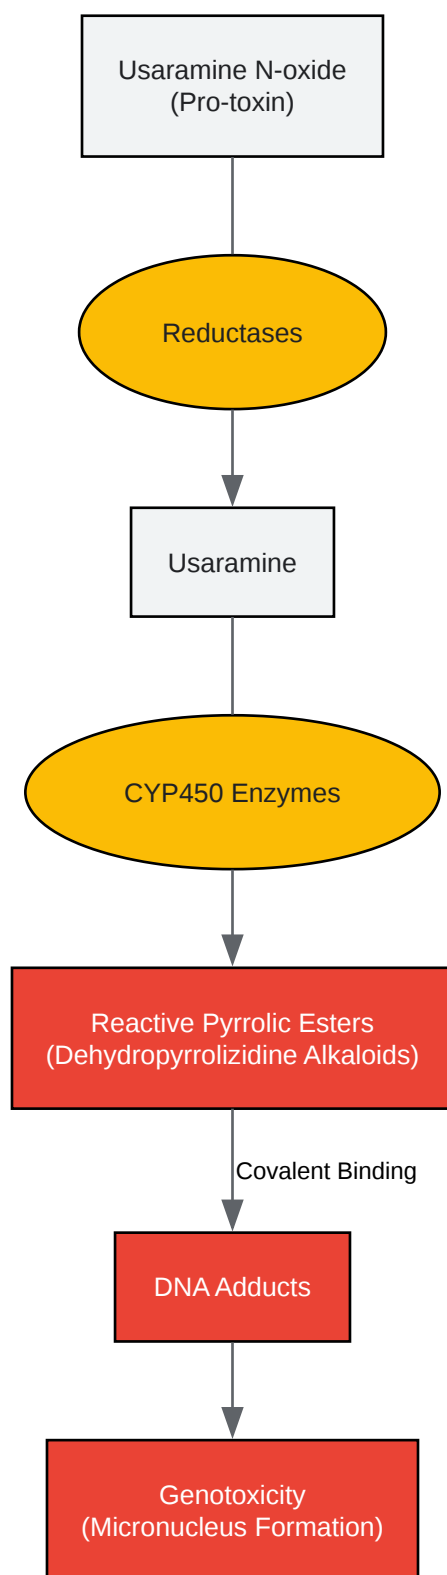 Usaramine N-oxide
(Pro-toxin)
Reductases
Usaramine
CYP450 Enzymes
Reactive Pyrrolic Esters
(Dehydropyrrolizidine Alkaloids)
Covalent Binding
DNA Adducts
Genotoxicity
(Micronucleus Formation)